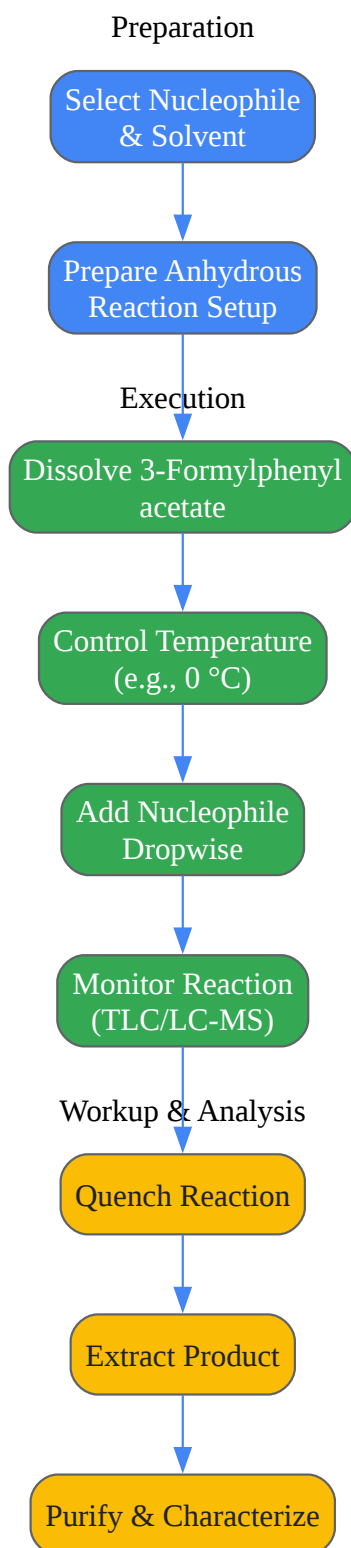 Preparation
Select Nucleophile
& Solvent
Prepare Anhydrous
Reaction Setup
Execution
Dissolve 3-Formylphenyl
acetate
Control Temperature
(e.g., 0 °C)
Add Nucleophile
Dropwise
Monitor Reaction
(TLC/LC-MS)
Workup & Analysis
Quench Reaction
Extract Product
Purify & Characterize